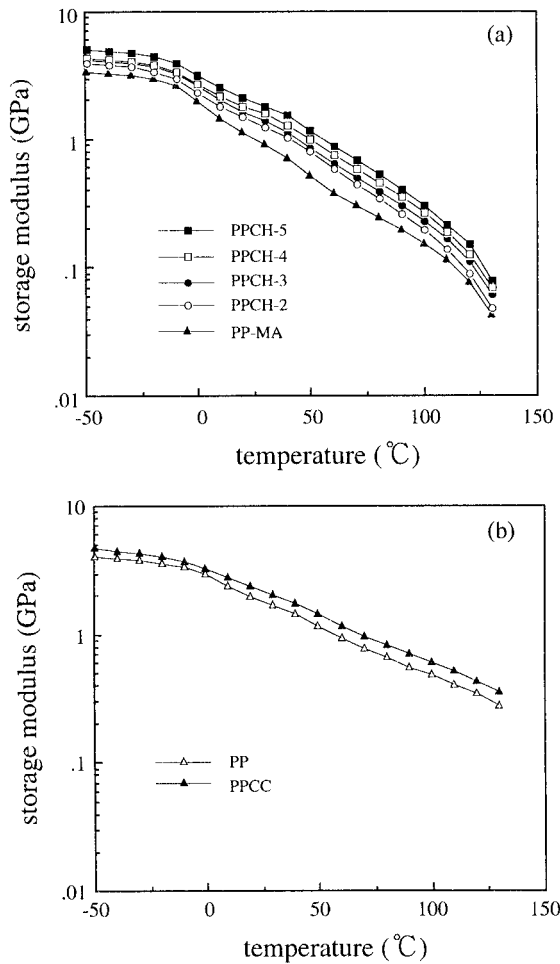 (a)
10
1
.1
.01
storage modulus (GPa)
PPCH-5
PPCH-4
PPCH-3
PPCH-2
PP-MA
-50
0
50
100
150
temperature (℃)
(b)
10
1
.1
.01
storage modulus (GPa)
PP
PPCC
-50
0
50
100
150
temperature (℃)